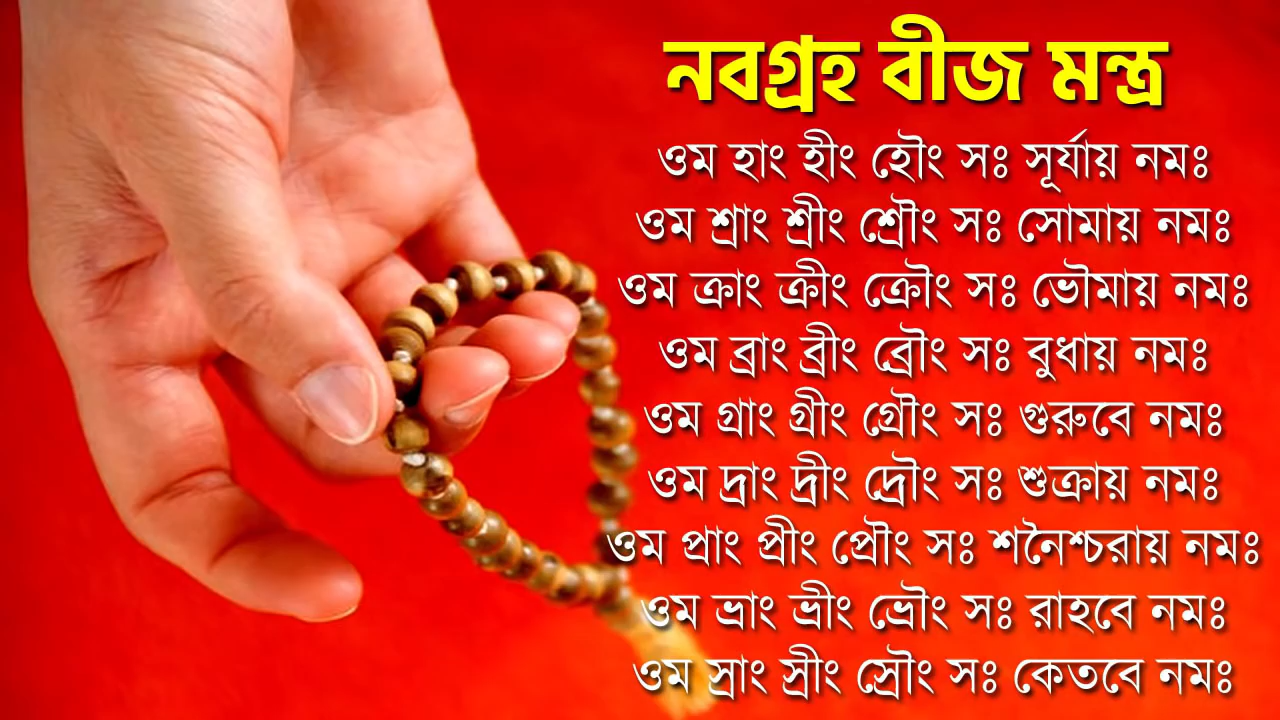 নবগ্রহ বীজ মন্ত্র
ওম হাং হীং হৌং সঃ সূর্যায় নমঃ
ওম শ্রাং শ্রীং শ্রৌং সঃ সোমায় নমঃ
ওম ক্রাং ক্রীং ক্রৌং সঃ ভৌমায় নমঃ
ওম ব্রাং ব্রীং ব্রৌং সঃ বুধায় নমঃ
ওম গ্রাং গ্রীং গ্রৌং সঃ গুরুবে নমঃ
ওম দ্রাং দ্রীং দ্রৌং সঃ শুক্রায় নমঃ
ওম প্রাং প্রীং প্রৌং সঃ শনৈশ্চরায় নমঃ
ওম ভ্রাং ভ্রীং ভ্রৌং সঃ রাহবে নমঃ
ওম স্রাং স্রীং স্রৌং সঃ কেতবে নমঃ